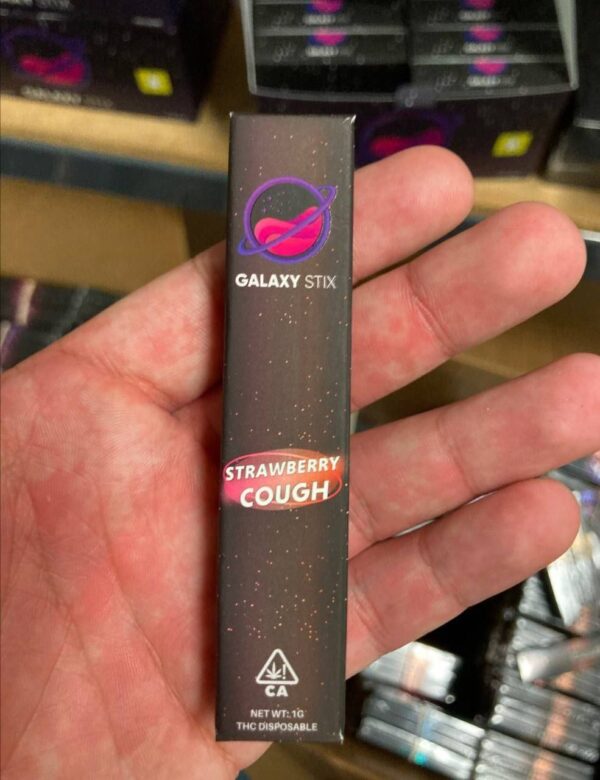 GALAXY STIX
STRAWBERRY
COUGH
CA
NET WT:.1G
THC DISPOSABLE